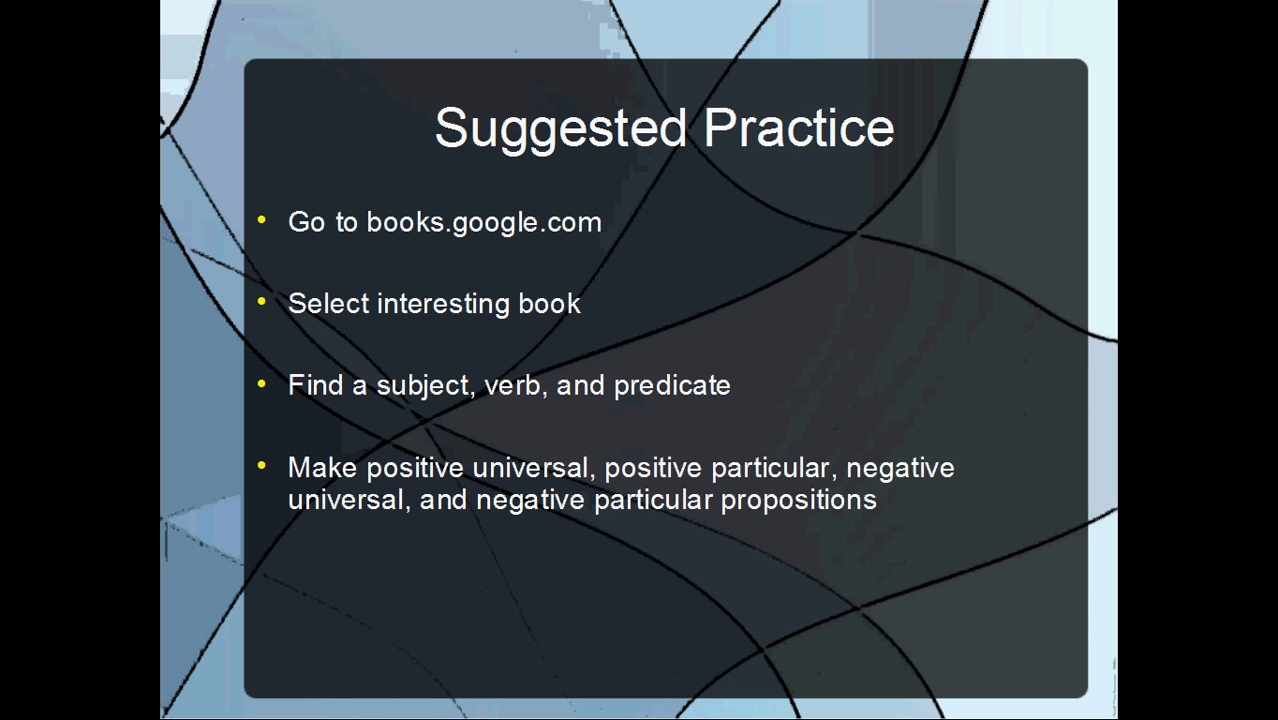 Suggested Practice
• Go to books.google.com
• Select interesting book
• Find a subject, verb, and predicate
• Make positive universal, positive particular, negative
universal, and negative particular propositions